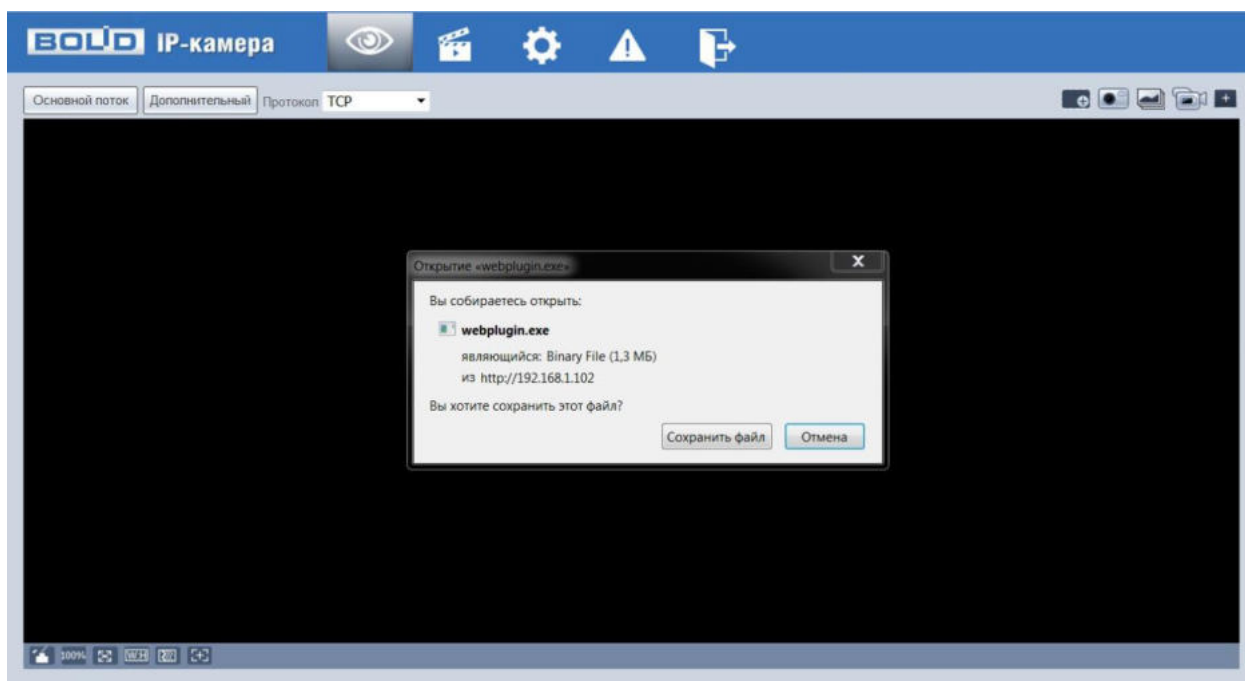 BOLID IP-камера
Основной поток Дополнительный Протокол TCP
Открытие «webplugin.exe»
Вы собираетесь открыть:
webplugin.exe
являющийся: Binary File (1,3 МБ)
из http://192.168.1.102
Вы хотите сохранить этот файл?
Сохранить файл Отмена
100% W:H